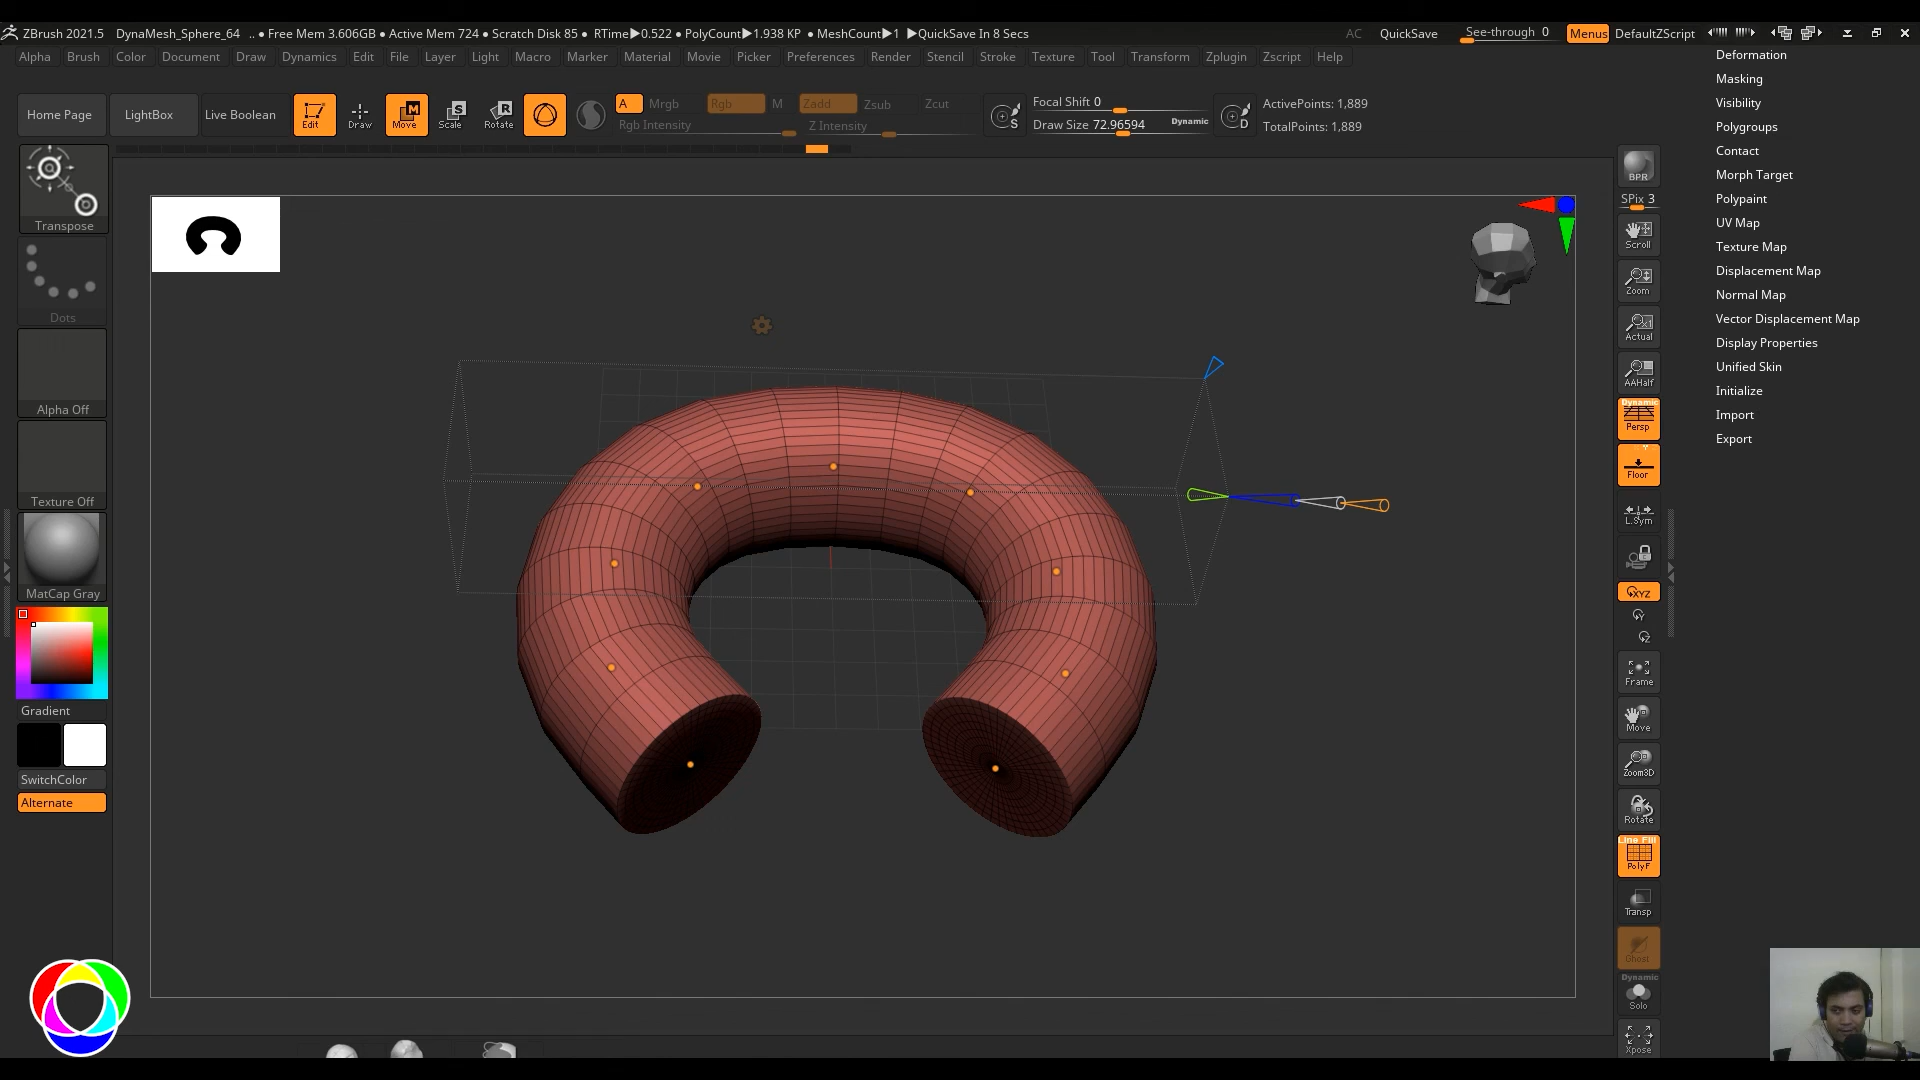 ZBrush 2021.5 DynaMesh_Sphere_64 .. ● Free Mem 3.606GB ● Active Mem 724 ● Scratch Disk 85 ● RTime▶0.522 ● PolyCount▶1.938 KP ● MeshCount▶1 ▶QuickSave In 8 Secs AC QuickSave See-through 0 Menus DefaultZScript
Alpha Brush Color Document Draw Dynamics Edit File Layer Light Macro Marker Material Movie Picker Preferences Render Stencil Stroke Texture Tool Transform Zplugin Zscript Help
Home Page LightBox Live Boolean Edit Draw Move Scale Rotate
A Mrgb Rgb M Zadd Zsub Zcut
Rgb Intensity Z Intensity
Focal Shift 0
Draw Size 72.96594 Dynamic
ActivePoints: 1,889
TotalPoints: 1,889
Transpose
Dots
Alpha Off
Texture Off
MatCap Gray
Gradient
SwitchColor
Alternate
BPR
SPix 3
Scroll
Zoom
Actual
AAHalf
Dynamic
Persp
Floor
L.Sym
XYZ
Frame
Move
Zoom3D
Rotate
Line Fill
PolyF
Transp
Ghost
Dynamic
Solo
Xpose
Deformation
Masking
Visibility
Polygroups
Contact
Morph Target
Polypaint
UV Map
Texture Map
Displacement Map
Normal Map
Vector Displacement Map
Display Properties
Unified Skin
Initialize
Import
Export